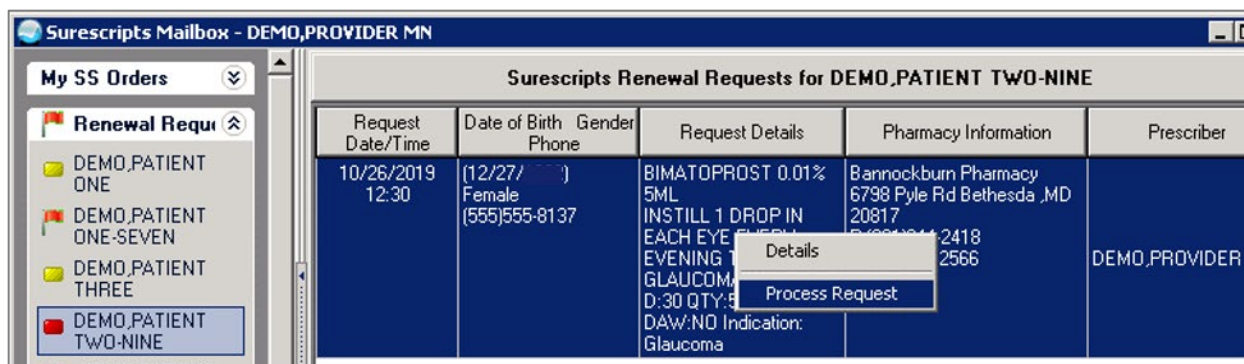 Surescripts Mailbox - DEMO,PROVIDER MN
My SS Orders
Renewal Requ
DEMO,PATIENT
ONE
DEMO,PATIENT
ONE-SEVEN
DEMO,PATIENT
THREE
DEMO,PATIENT
TWO-NINE
Surescripts Renewal Requests for DEMO,PATIENT TWO-NINE
Request
Date/Time
Date of Birth Gender
Phone
Request Details
Pharmacy Information
Prescriber
10/26/2019
12:30
(12/27/ )
Female
(555)555-8137
BIMATOPROST 0.01%
5ML
INSTILL 1 DROP IN
EACH EYE
EVENING
GLAUCOMA
D:30 QTY:5
DAW:NO Indication:
Glaucoma
Bannockburn Pharmacy
6798 Pyle Rd Bethesda ,MD
20817
-2418
2566
DEMO,PROVIDER
Details
Process Request